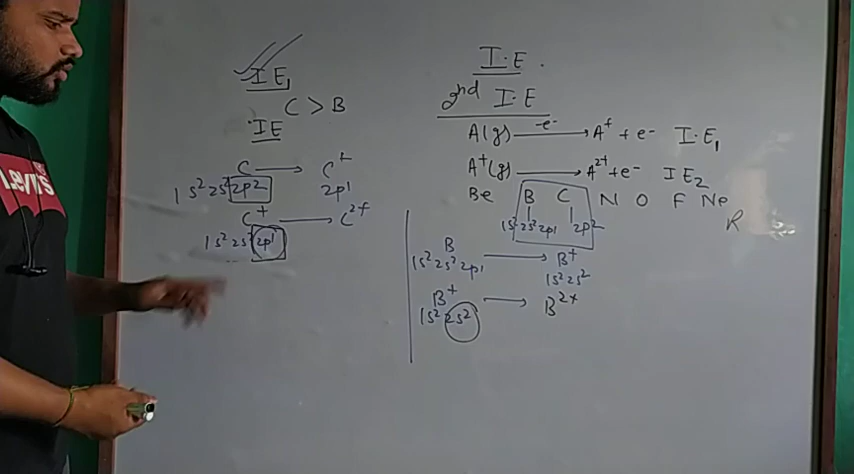 I E₁
C > B
I E
C ⟶ C⁺
1s² 2s² 2p² 2p¹
C⁺ ⟶ C²⁺
1s² 2s² 2p¹
I·E.
2nd I·E
A(g) —e⁻⟶ A⁺ + e⁻ I·E₁
A⁺(g) ⟶ A²⁺ + e⁻ IE₂
Be B C N O F Ne
1s² 2s² 2p¹ 2p²
R
B ⟶ B⁺
1s² 2s² 2p¹ 1s² 2s²
B⁺ ⟶ B²⁺
1s² 2s²
Levi's